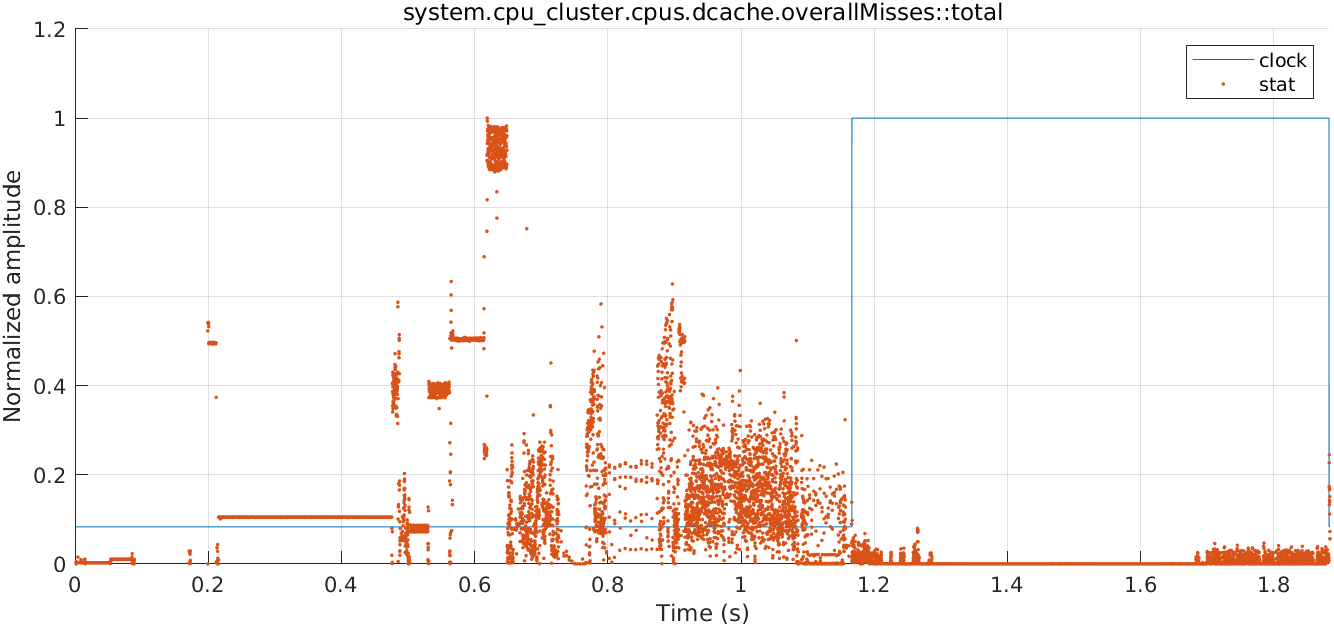 system.cpu_cluster.cpus.dcache.overallMisses::total
Normalized amplitude
1.2
1
0.8
0.6
0.4
0.2
0
clock
stat
0 0.2 0.4 0.6 0.8 1 1.2 1.4 1.6 1.8
Time (s)